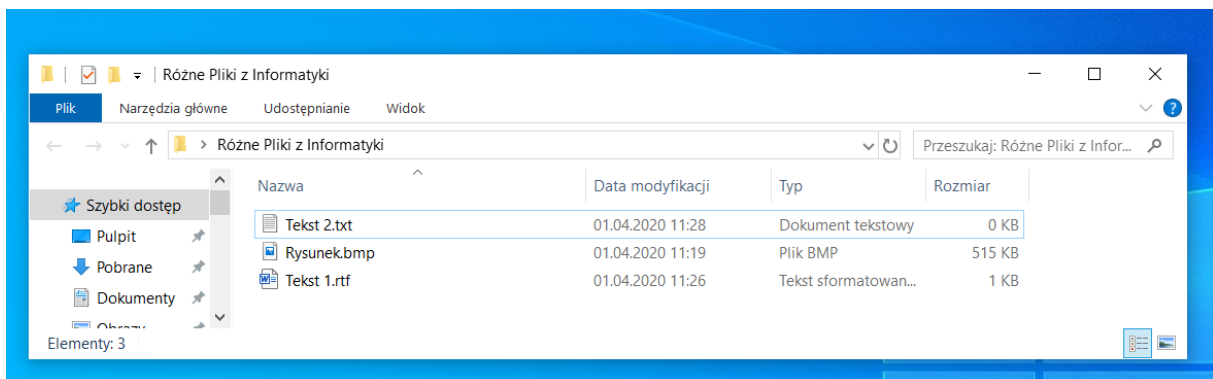 Różne Pliki z Informatyki
Plik Narzędzia główne Udostępnianie Widok
Różne Pliki z Informatyki Przeszukaj: Różne Pliki z Infor...
Nazwa Data modyfikacji Typ Rozmiar
Szybki dostęp
Tekst 2.txt 01.04.2020 11:28 Dokument tekstowy 0 KB
Pulpit
Rysunek.bmp 01.04.2020 11:19 Plik BMP 515 KB
Pobrane
Tekst 1.rtf 01.04.2020 11:26 Tekst sformatowan... 1 KB
Dokumenty
Obrazy
Elementy: 3